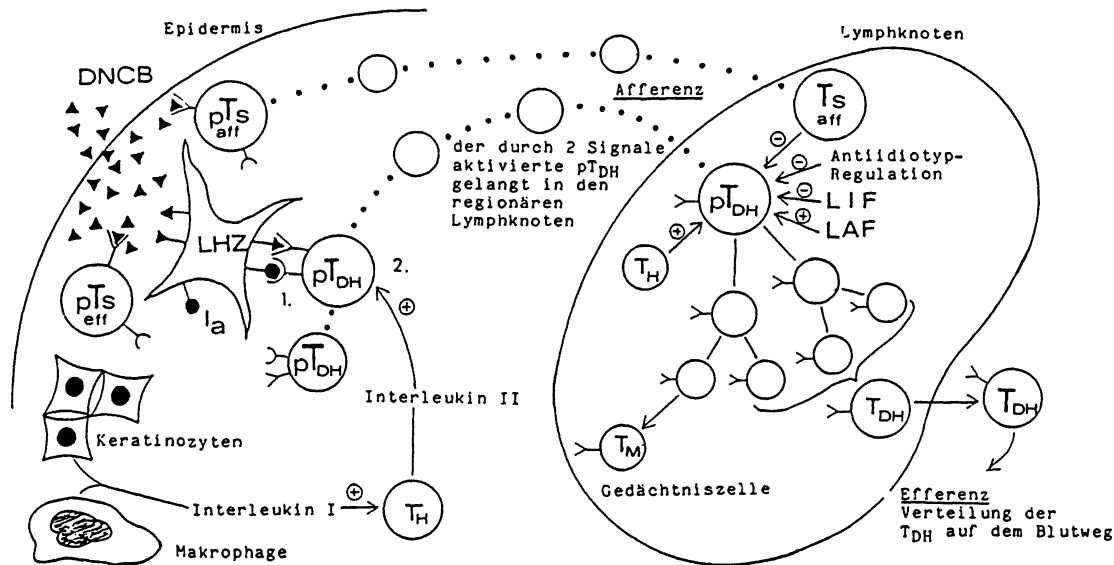 Epidermis
DNCB
pTs
aff
LHZ
Ia
pTs
eff
1.
2.
pTDH
pTDH
Keratinozyten
Makrophage
Interleukin I
TH
Interleukin II
Afferenz
der durch 2 Signale
aktivierte pTDH
gelangt in den
regionären
Lymphknoten
Lymphknoten
Ts
aff
Antiidiotyp-
Regulation
LIF
LAF
pTDH
TH
TM
Gedächtniszelle
TDH
TDH
Efferenz
Verteilung der
TDH auf dem Blutweg